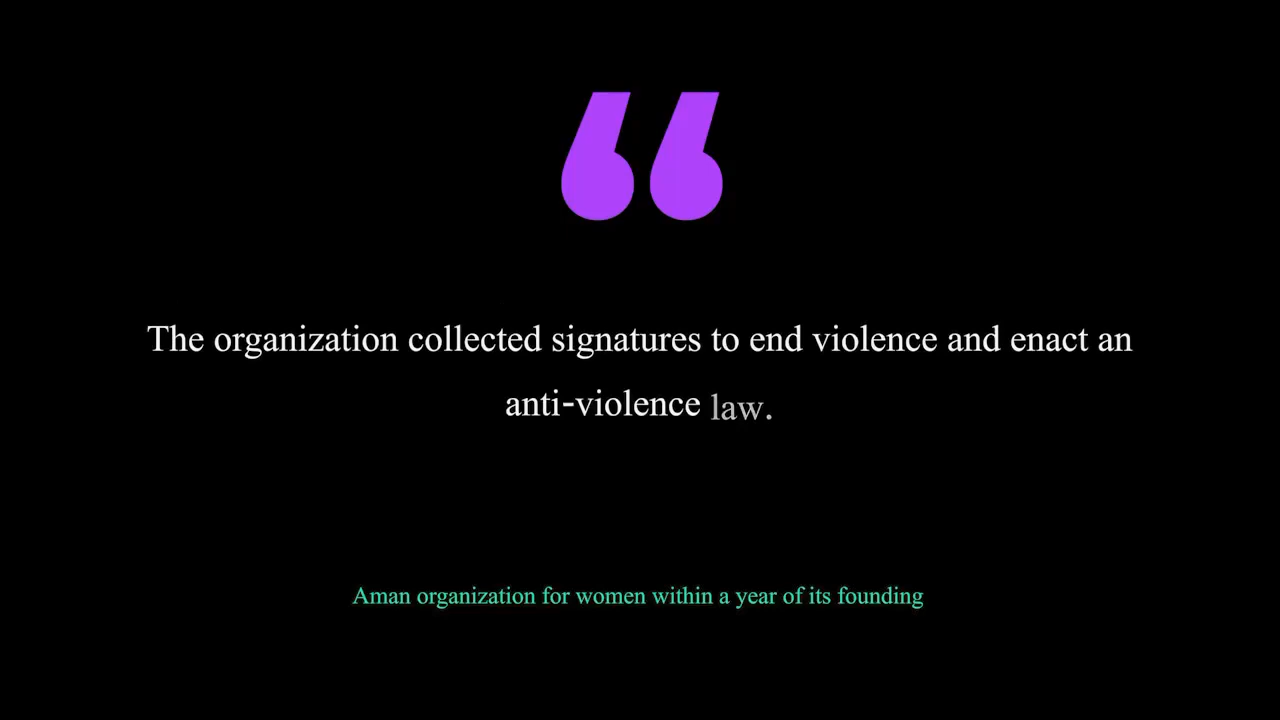 “
The organization collected signatures to end violence and enact an
anti-violence law.
Aman organization for women within a year of its founding